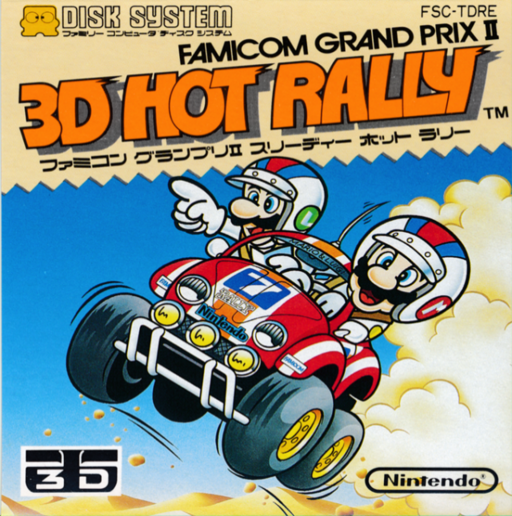 DISK SYSTEM
ファミリー コンピュータ ディスク システム
FSC-TDRE
FAMICOM GRAND PRIX II
3D HOT RALLY
TM
ファミコン グランプリII スリーディー ホット ラリー
L
7
Nintendo
3D
Nintendo®